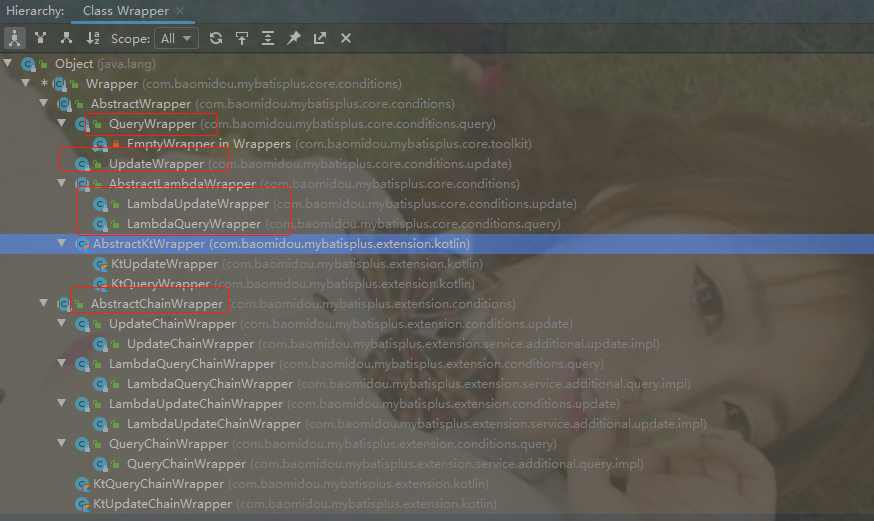 Hierarchy: Class Wrapper ×
Scope: All
Object (java.lang)
* Wrapper (com.baomidou.mybatisplus.core.conditions)
AbstractWrapper (com.baomidou.mybatisplus.core.conditions)
QueryWrapper (com.baomidou.mybatisplus.core.conditions.query)
EmptyWrapper in Wrappers (com.baomidou.mybatisplus.core.toolkit)
UpdateWrapper (com.baomidou.mybatisplus.core.conditions.update)
AbstractLambdaWrapper (com.baomidou.mybatisplus.core.conditions)
LambdaUpdateWrapper (com.baomidou.mybatisplus.core.conditions.update)
LambdaQueryWrapper (com.baomidou.mybatisplus.core.conditions.query)
AbstractKtWrapper (com.baomidou.mybatisplus.extension.kotlin)
KtUpdateWrapper (com.baomidou.mybatisplus.extension.kotlin)
KtQueryWrapper (com.baomidou.mybatisplus.extension.kotlin)
AbstractChainWrapper (com.baomidou.mybatisplus.extension.conditions)
UpdateChainWrapper (com.baomidou.mybatisplus.extension.conditions.update)
UpdateChainWrapper (com.baomidou.mybatisplus.extension.service.additional.update.impl)
LambdaQueryChainWrapper (com.baomidou.mybatisplus.extension.conditions.query)
LambdaQueryChainWrapper (com.baomidou.mybatisplus.extension.service.additional.query.impl)
LambdaUpdateChainWrapper (com.baomidou.mybatisplus.extension.conditions.update)
LambdaUpdateChainWrapper (com.baomidou.mybatisplus.extension.service.additional.update.impl)
QueryChainWrapper (com.baomidou.mybatisplus.extension.conditions.query)
QueryChainWrapper (com.baomidou.mybatisplus.extension.service.additional.query.impl)
KtQueryChainWrapper (com.baomidou.mybatisplus.extension.kotlin)
KtUpdateChainWrapper (com.baomidou.mybatisplus.extension.kotlin)